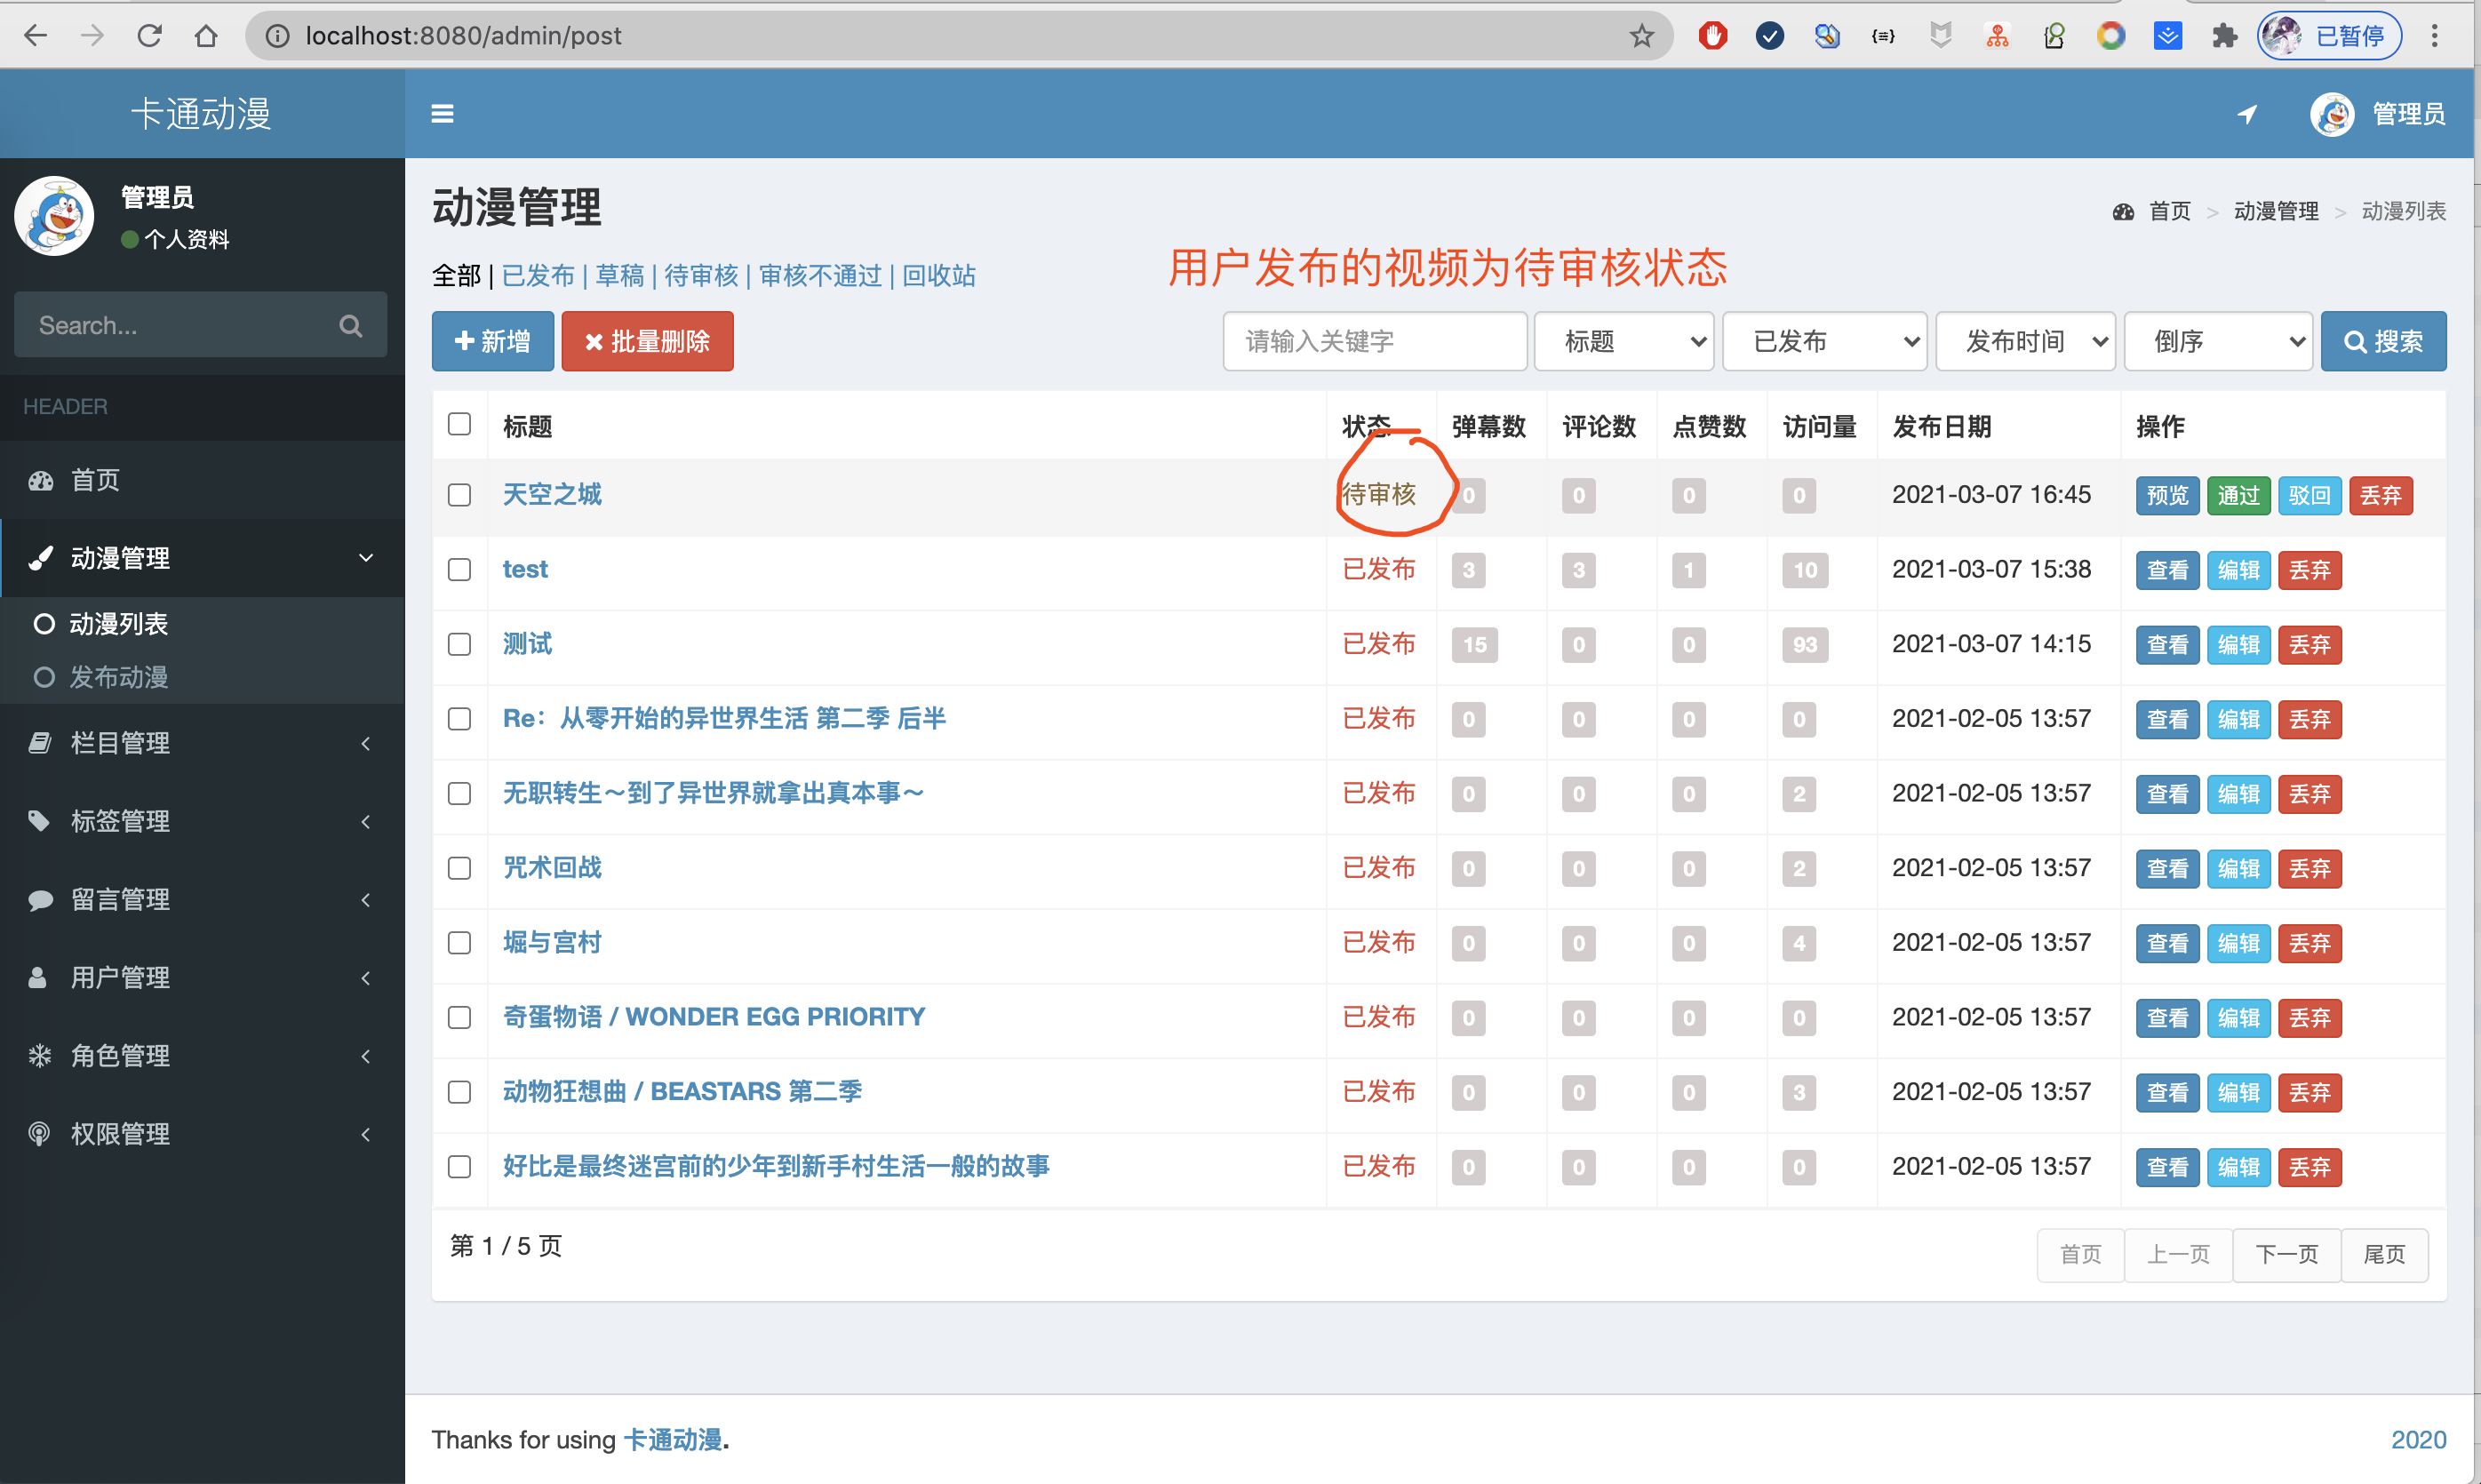 localhost:8080/admin/post
已暂停
卡通动漫
管理员
管理员
个人资料
Search...
HEADER
首页
动漫管理
动漫列表
发布动漫
栏目管理
标签管理
留言管理
用户管理
角色管理
权限管理
动漫管理
首页 > 动漫管理 > 动漫列表
全部 | 已发布 | 草稿 | 待审核 | 审核不通过 | 回收站
用户发布的视频为待审核状态
新增 批量删除 请输入关键字 标题 已发布 发布时间 倒序 搜索
标题 状态 弹幕数 评论数 点赞数 访问量 发布日期 操作
天空之城 待审核 0 0 0 0 2021-03-07 16:45 预览 通过 驳回 丢弃
test 已发布 3 3 1 10 2021-03-07 15:38 查看 编辑 丢弃
测试 已发布 15 0 0 93 2021-03-07 14:15 查看 编辑 丢弃
Re：从零开始的异世界生活 第二季 后半 已发布 0 0 0 0 2021-02-05 13:57 查看 编辑 丢弃
无职转生～到了异世界就拿出真本事～ 已发布 0 0 0 2 2021-02-05 13:57 查看 编辑 丢弃
咒术回战 已发布 0 0 0 2 2021-02-05 13:57 查看 编辑 丢弃
堀与宫村 已发布 0 0 0 4 2021-02-05 13:57 查看 编辑 丢弃
奇蛋物语 / WONDER EGG PRIORITY 已发布 0 0 0 0 2021-02-05 13:57 查看 编辑 丢弃
动物狂想曲 / BEASTARS 第二季 已发布 0 0 0 3 2021-02-05 13:57 查看 编辑 丢弃
好比是最终迷宫前的少年到新手村生活一般的故事 已发布 0 0 0 0 2021-02-05 13:57 查看 编辑 丢弃
第 1 / 5 页
首页 上一页 下一页 尾页
Thanks for using 卡通动漫.
2020